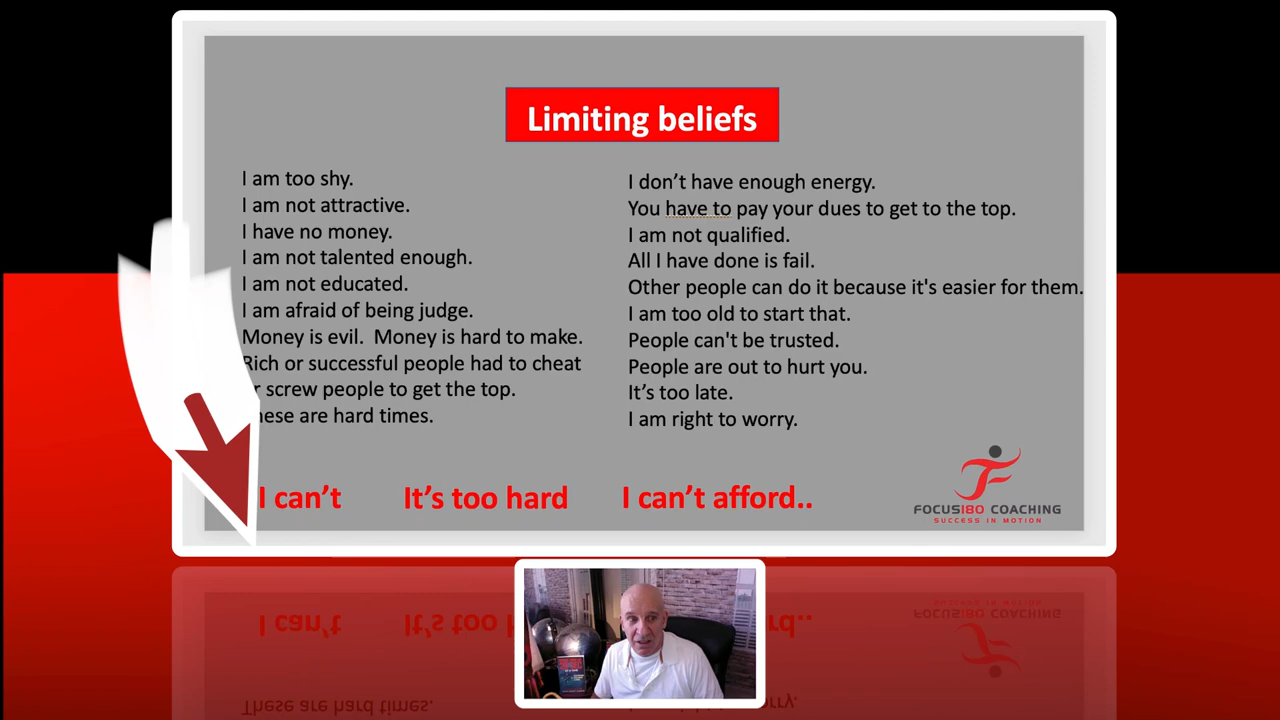 Limiting beliefs
I am too shy.
I am not attractive.
I have no money.
I am not talented enough.
I am not educated.
I am afraid of being judge.
Money is evil.  Money is hard to make.
Rich or successful people had to cheat
screw people to get the top.
are hard times.
I don’t have enough energy.
You have to pay your dues to get to the top.
I am not qualified.
All I have done is fail.
Other people can do it because it's easier for them.
I am too old to start that.
People can't be trusted.
People are out to hurt you.
It’s too late.
I am right to worry.
I can’t It’s too hard I can’t afford..
FOCUSIBO COACHING
SUCCESS IN MOTION